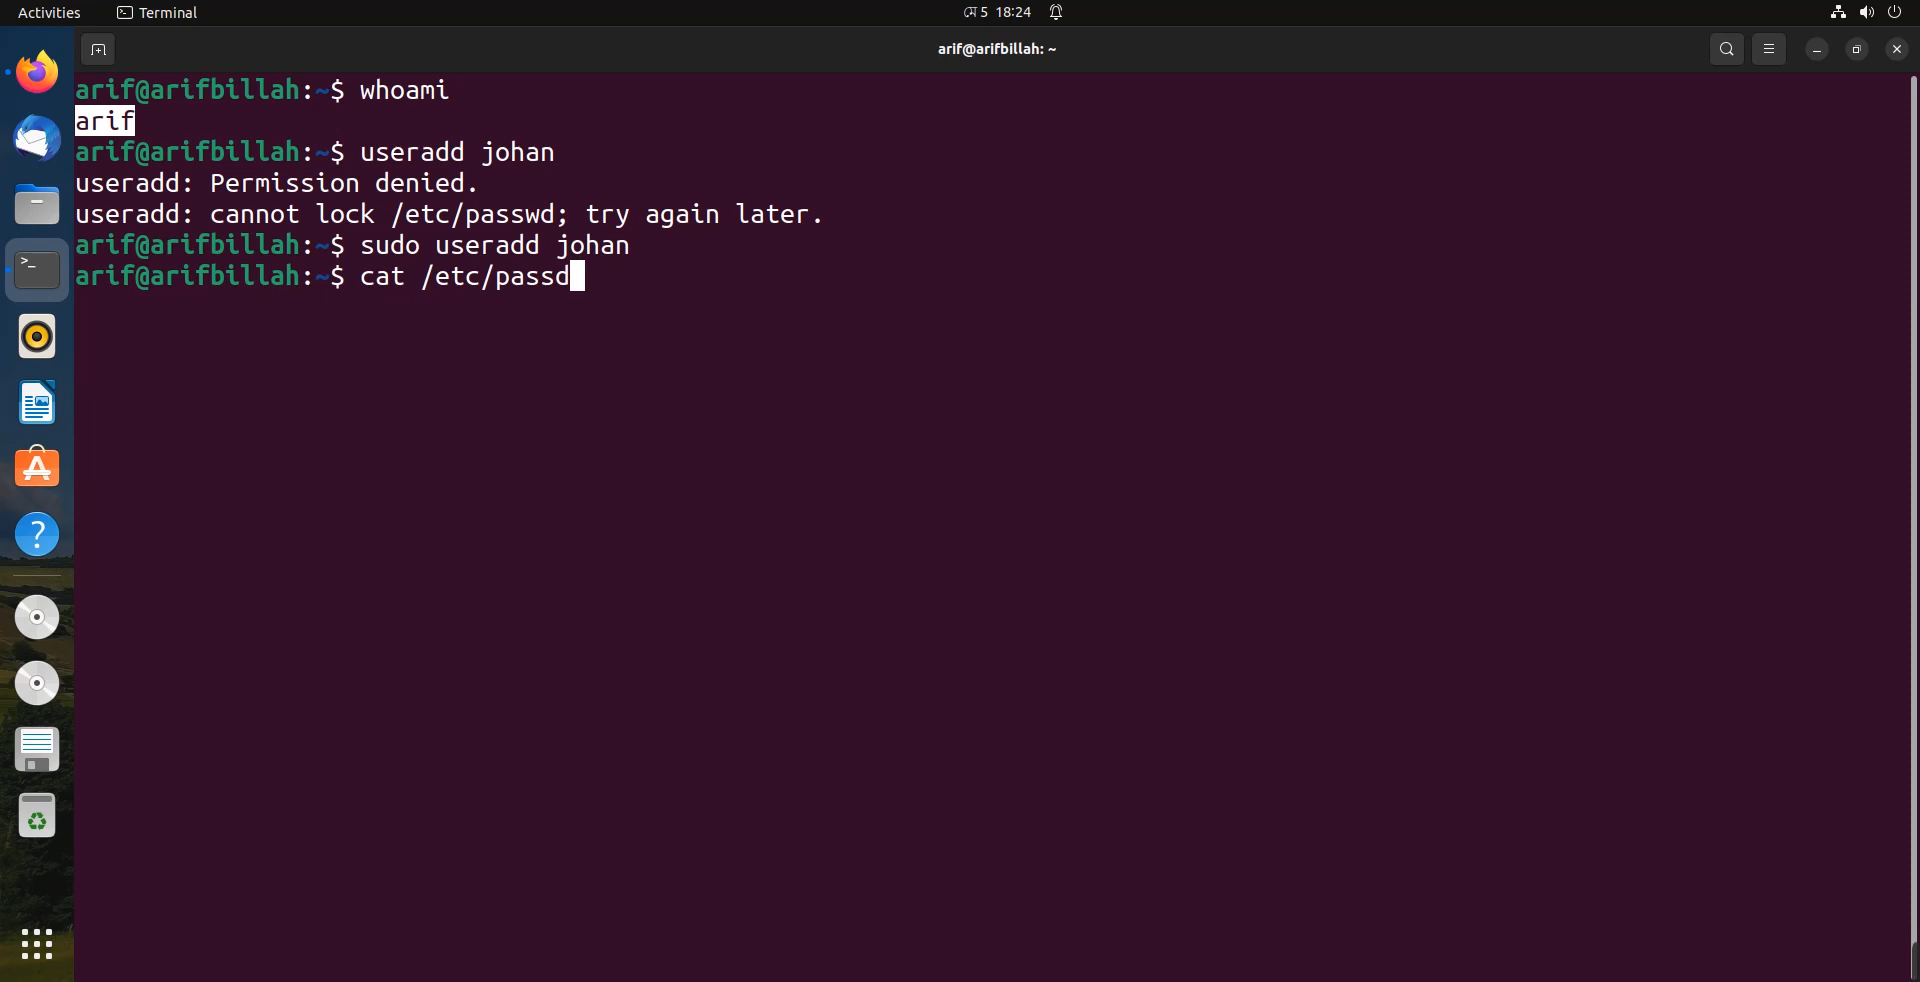 Activities
Terminal
মে 5 18:24
arif@arifbillah: ~
arif@arifbillah:~$ whoami
arif
arif@arifbillah:~$ useradd johan
useradd: Permission denied.
useradd: cannot lock /etc/passwd; try again later.
arif@arifbillah:~$ sudo useradd johan
arif@arifbillah:~$ cat /etc/passd